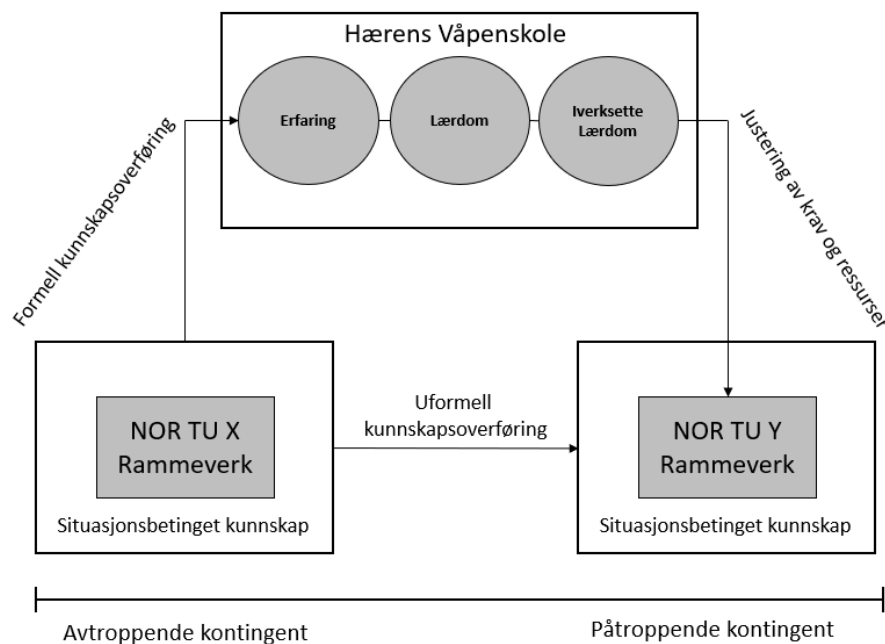 Hærens Våpenskole
Erfaring
Lærdom
Iverksette
Lærdom
Formell kunnskapsoverføring
Justering av krav og ressurser
NOR TU X
Rammeverk
Situasjonsbetinget kunnskap
Uformell
kunnskapsoverføring
NOR TU Y
Rammeverk
Situasjonsbetinget kunnskap
Avtroppende kontingent
Påtroppende kontingent